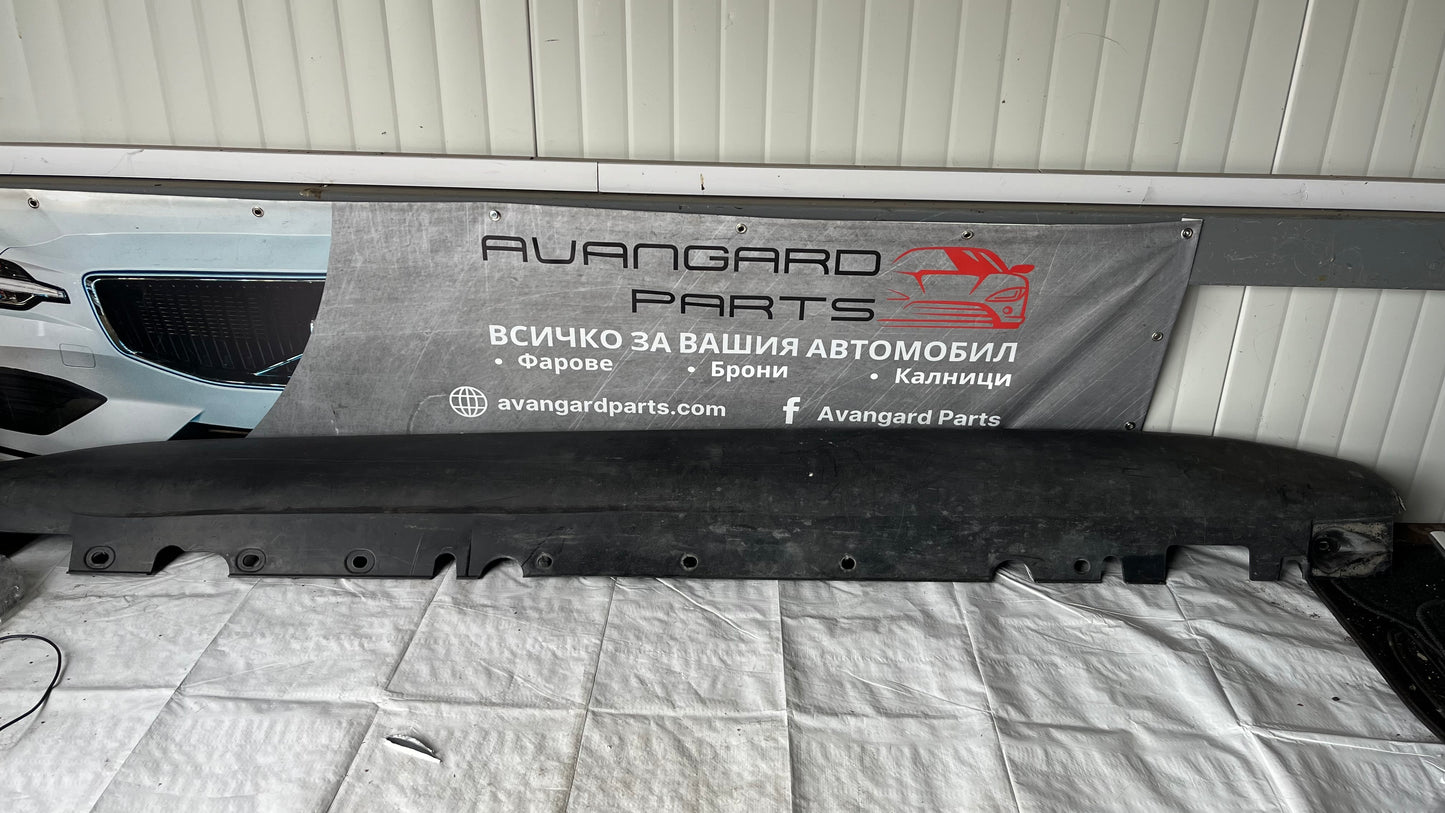 AVANGARD
PARTS
ВСИЧКО ЗА ВАШИЯ АВТОМОБИЛ
• Фарове • Брони • Калници
avangardparts.com f Avangard Parts